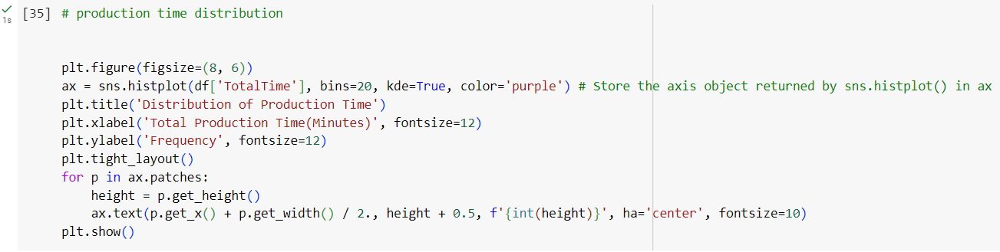 [35] # production time distribution
1s
plt.figure(figsize=(8, 6))
ax = sns.histplot(df['TotalTime'], bins=20, kde=True, color='purple') # Store the axis object returned by sns.histplot() in ax
plt.title('Distribution of Production Time')
plt.xlabel('Total Production Time(Minutes)', fontsize=12)
plt.ylabel('Frequency', fontsize=12)
plt.tight_layout()
for p in ax.patches:
    height = p.get_height()
    ax.text(p.get_x() + p.get_width() / 2., height + 0.5, f'{int(height)}', ha='center', fontsize=10)
plt.show()